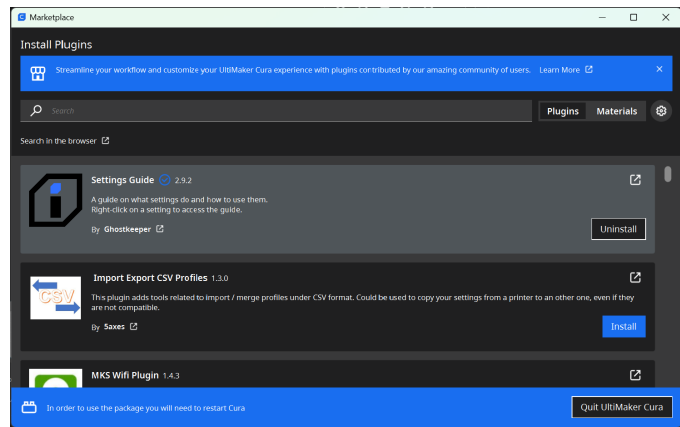 Marketplace
Install Plugins
Streamline your workflow and customize your UltiMaker Cura experience with plugins contributed by our amazing community of users. Learn More
Search
Plugins Materials
Search in the browser
Settings Guide 2.9.2
A guide on what settings do and how to use them.
Right-click on a setting to access the guide.
By Ghostkeeper
Uninstall
CSV
Import Export CSV Profiles 1.3.0
This plugin adds tools related to import / merge profiles under CSV format. Could be used to copy your settings from a printer to an other one, even if they
are not compatible.
By 5axes
Install
MKS Wifi Plugin 1.4.3
In order to use the package you will need to restart Cura
Quit UltiMaker Cura